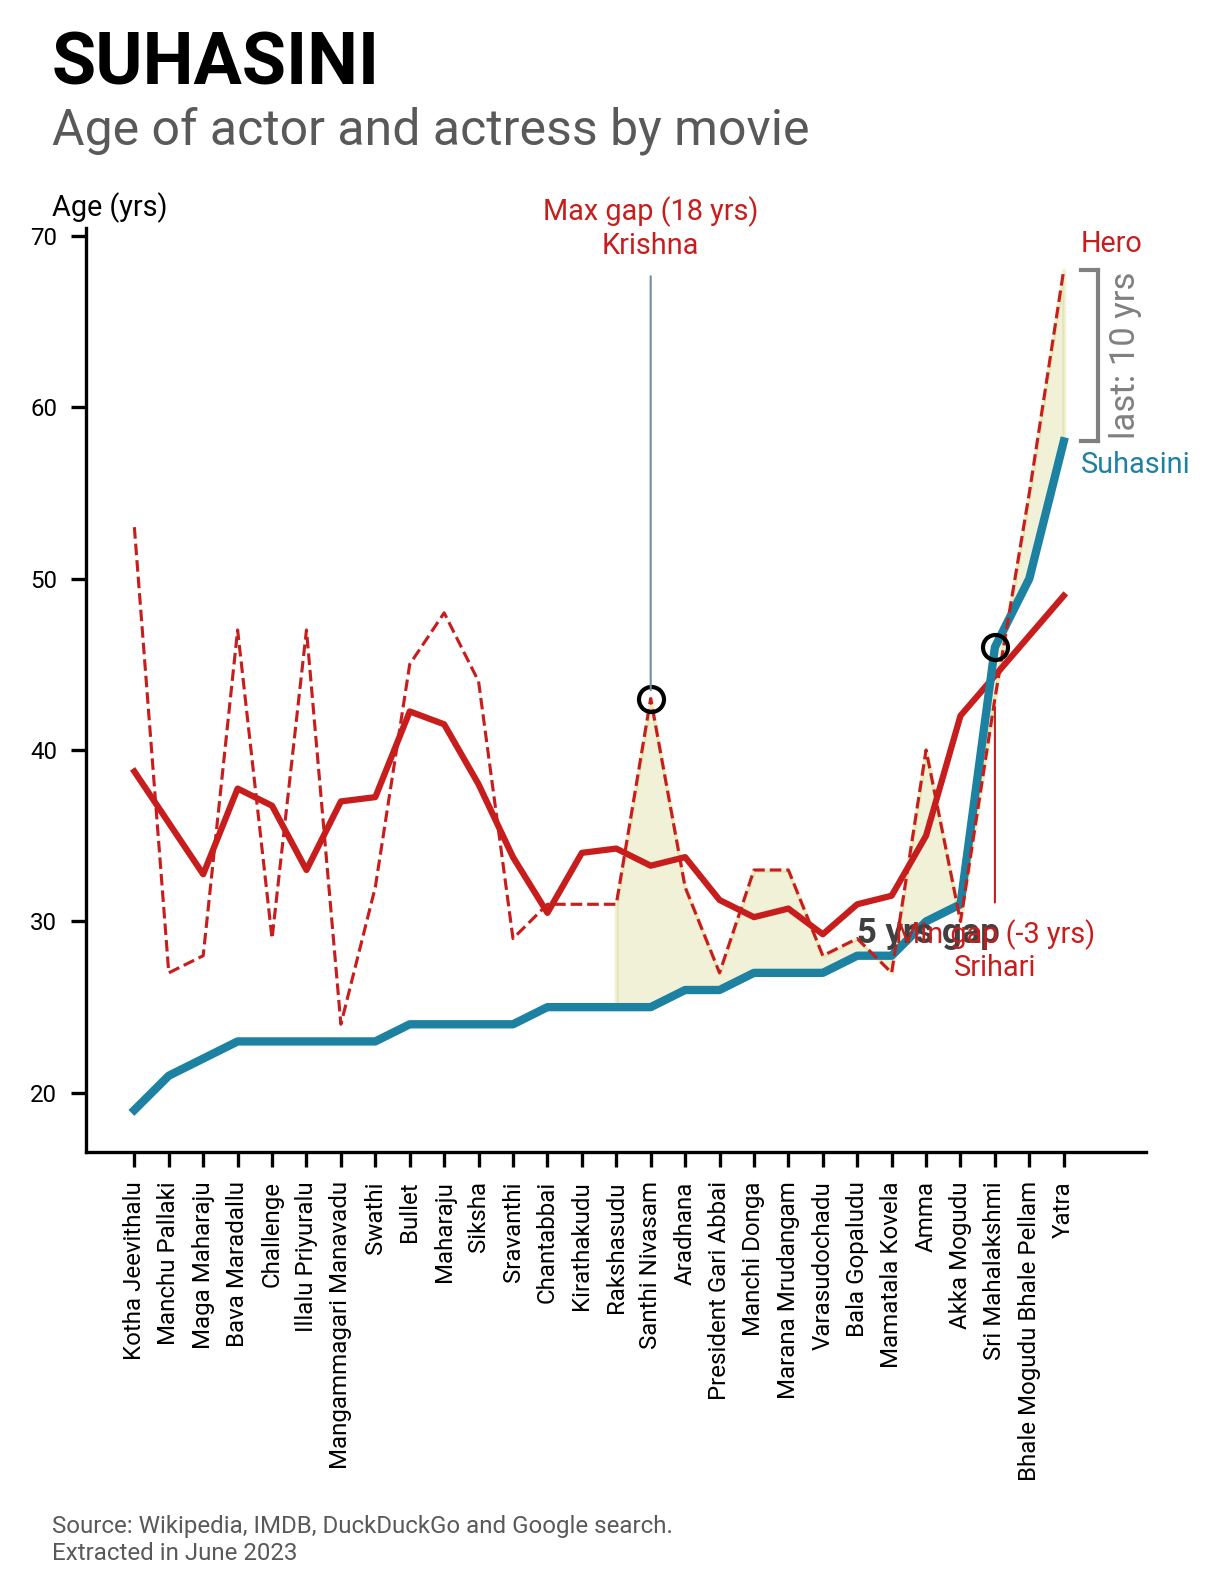 SUHASINI
Age of actor and actress by movie
Age (yrs)
Max gap (18 yrs)
Krishna
Hero
last: 10 yrs
Suhasini
70
60
50
40
30
20
5 yrs gap
Min gap (-3 yrs)
Srihari
Kotha Jeevithalu
Manchu Pallaki
Maga Maharaju
Bava Maradallu
Challenge
Illalu Priyuralu
Mangammagari Manavadu
Swathi
Bullet
Maharaju
Siksha
Sravanthi
Chantabbai
Kirathakudu
Rakshasudu
Santhi Nivasam
Aradhana
President Gari Abbai
Manchi Donga
Marana Mrudangam
Varasudochadu
Bala Gopaludu
Mamatala Kovela
Amma
Akka Mogudu
Sri Mahalakshmi
Bhale Mogudu Bhale Pellam
Yatra
Source: Wikipedia, IMDB, DuckDuckGo and Google search.
Extracted in June 2023